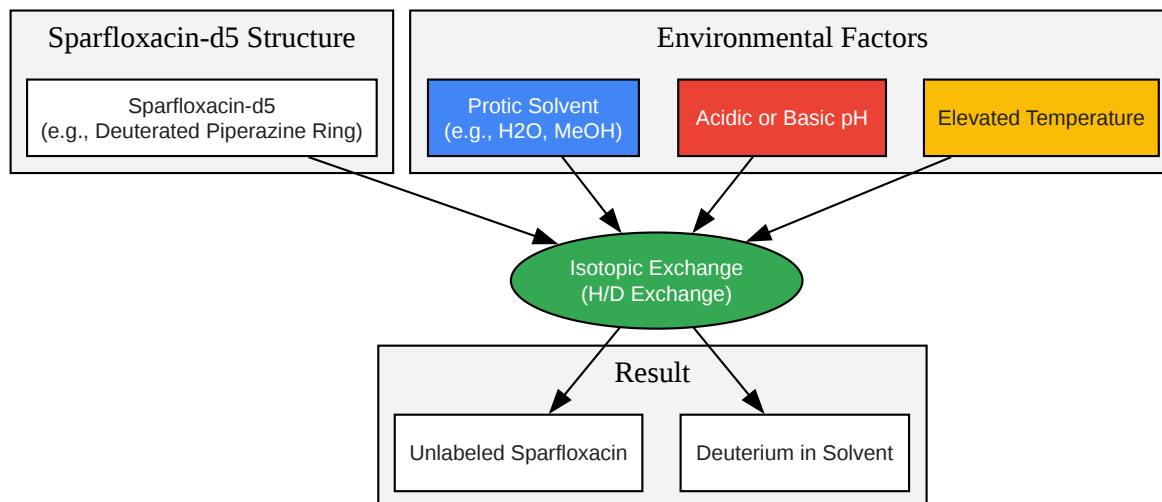 Sparfloxacin-d5 Structure
Sparfloxacin-d5
(e.g., Deuterated Piperazine Ring)
Environmental Factors
Protic Solvent
(e.g., H2O, MeOH)
Acidic or Basic pH
Elevated Temperature
Isotopic Exchange
(H/D Exchange)
Result
Unlabeled Sparfloxacin
Deuterium in Solvent